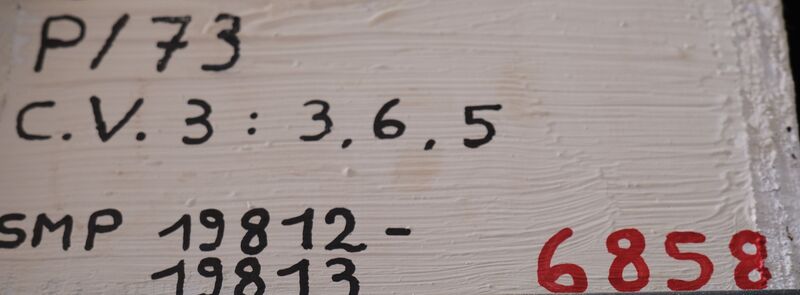 P/73
C.V. 3 : 3, 6, 5
SMP 19812-
19813
6858